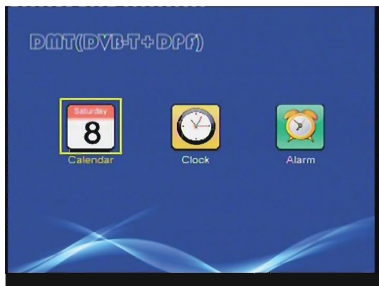 DMT(DVB-T+DPF)
Saturday
8
Calendar
Clock
Alarm